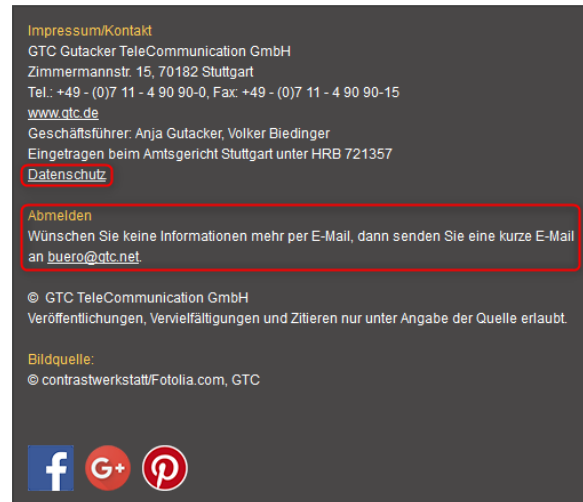 Impressum/Kontakt
GTC Gutacker TeleCommunication GmbH
Zimmermannstr. 15, 70182 Stuttgart
Tel.: +49 - (0)7 11 - 4 90 90-0, Fax: +49 - (0)7 11 - 4 90 90-15
www.gtc.de
Geschäftsführer: Anja Gutacker, Volker Biedinger
Eingetragen beim Amtsgericht Stuttgart unter HRB 721357
Datenschutz
Abmelden
Wünschen Sie keine Informationen mehr per E-Mail, dann senden Sie eine kurze E-Mail
an buero@gtc.net.
© GTC TeleCommunication GmbH
Veröffentlichungen, Vervielfältigungen und Zitieren nur unter Angabe der Quelle erlaubt.
Bildquelle:
© contrastwerkstatt/Fotolia.com, GTC
f G+ P